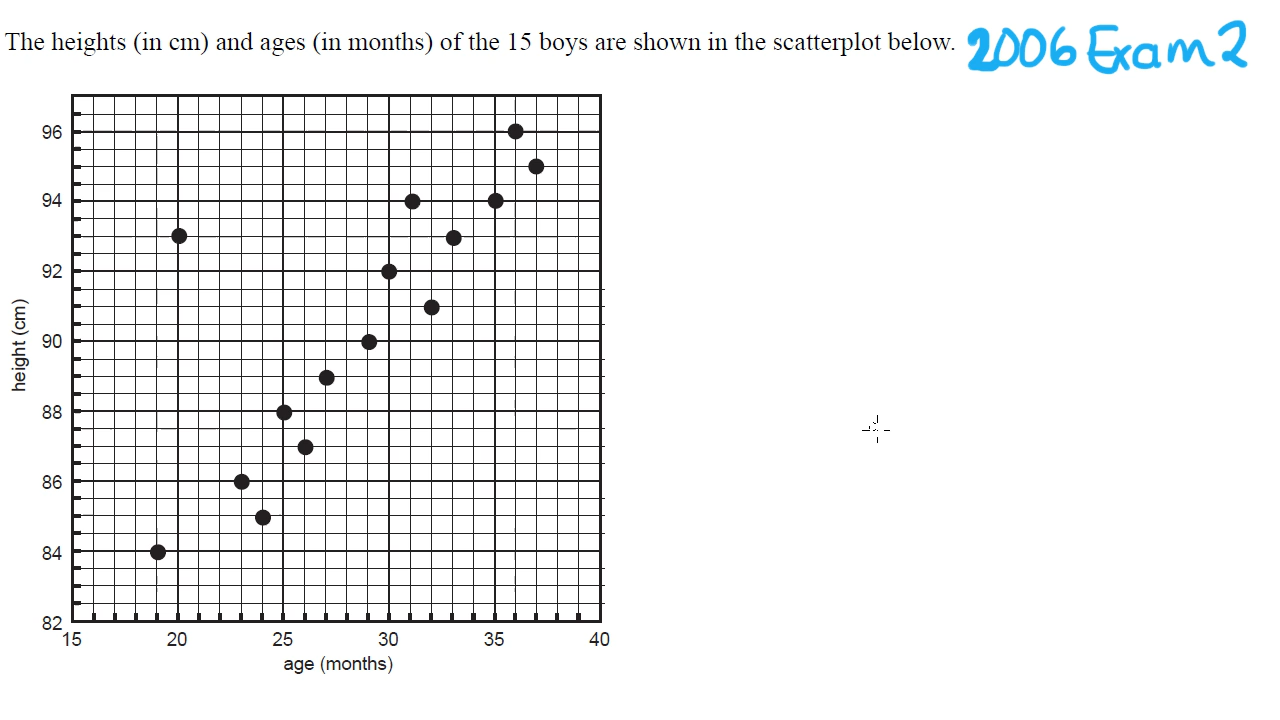 The heights (in cm) and ages (in months) of the 15 boys are shown in the scatterplot below. 2006 Exam 2
96
94
92
90
88
86
84
82
height (cm)
15 20 25 30 35 40
age (months)